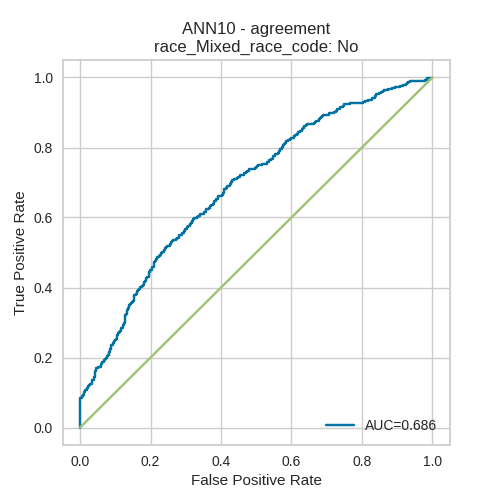 ANN10 - agreement
race_Mixed_race_code: No
True Positive Rate
1.0
0.8
0.6
0.4
0.2
0.0
AUC=0.686
0.0 0.2 0.4 0.6 0.8 1.0
False Positive Rate